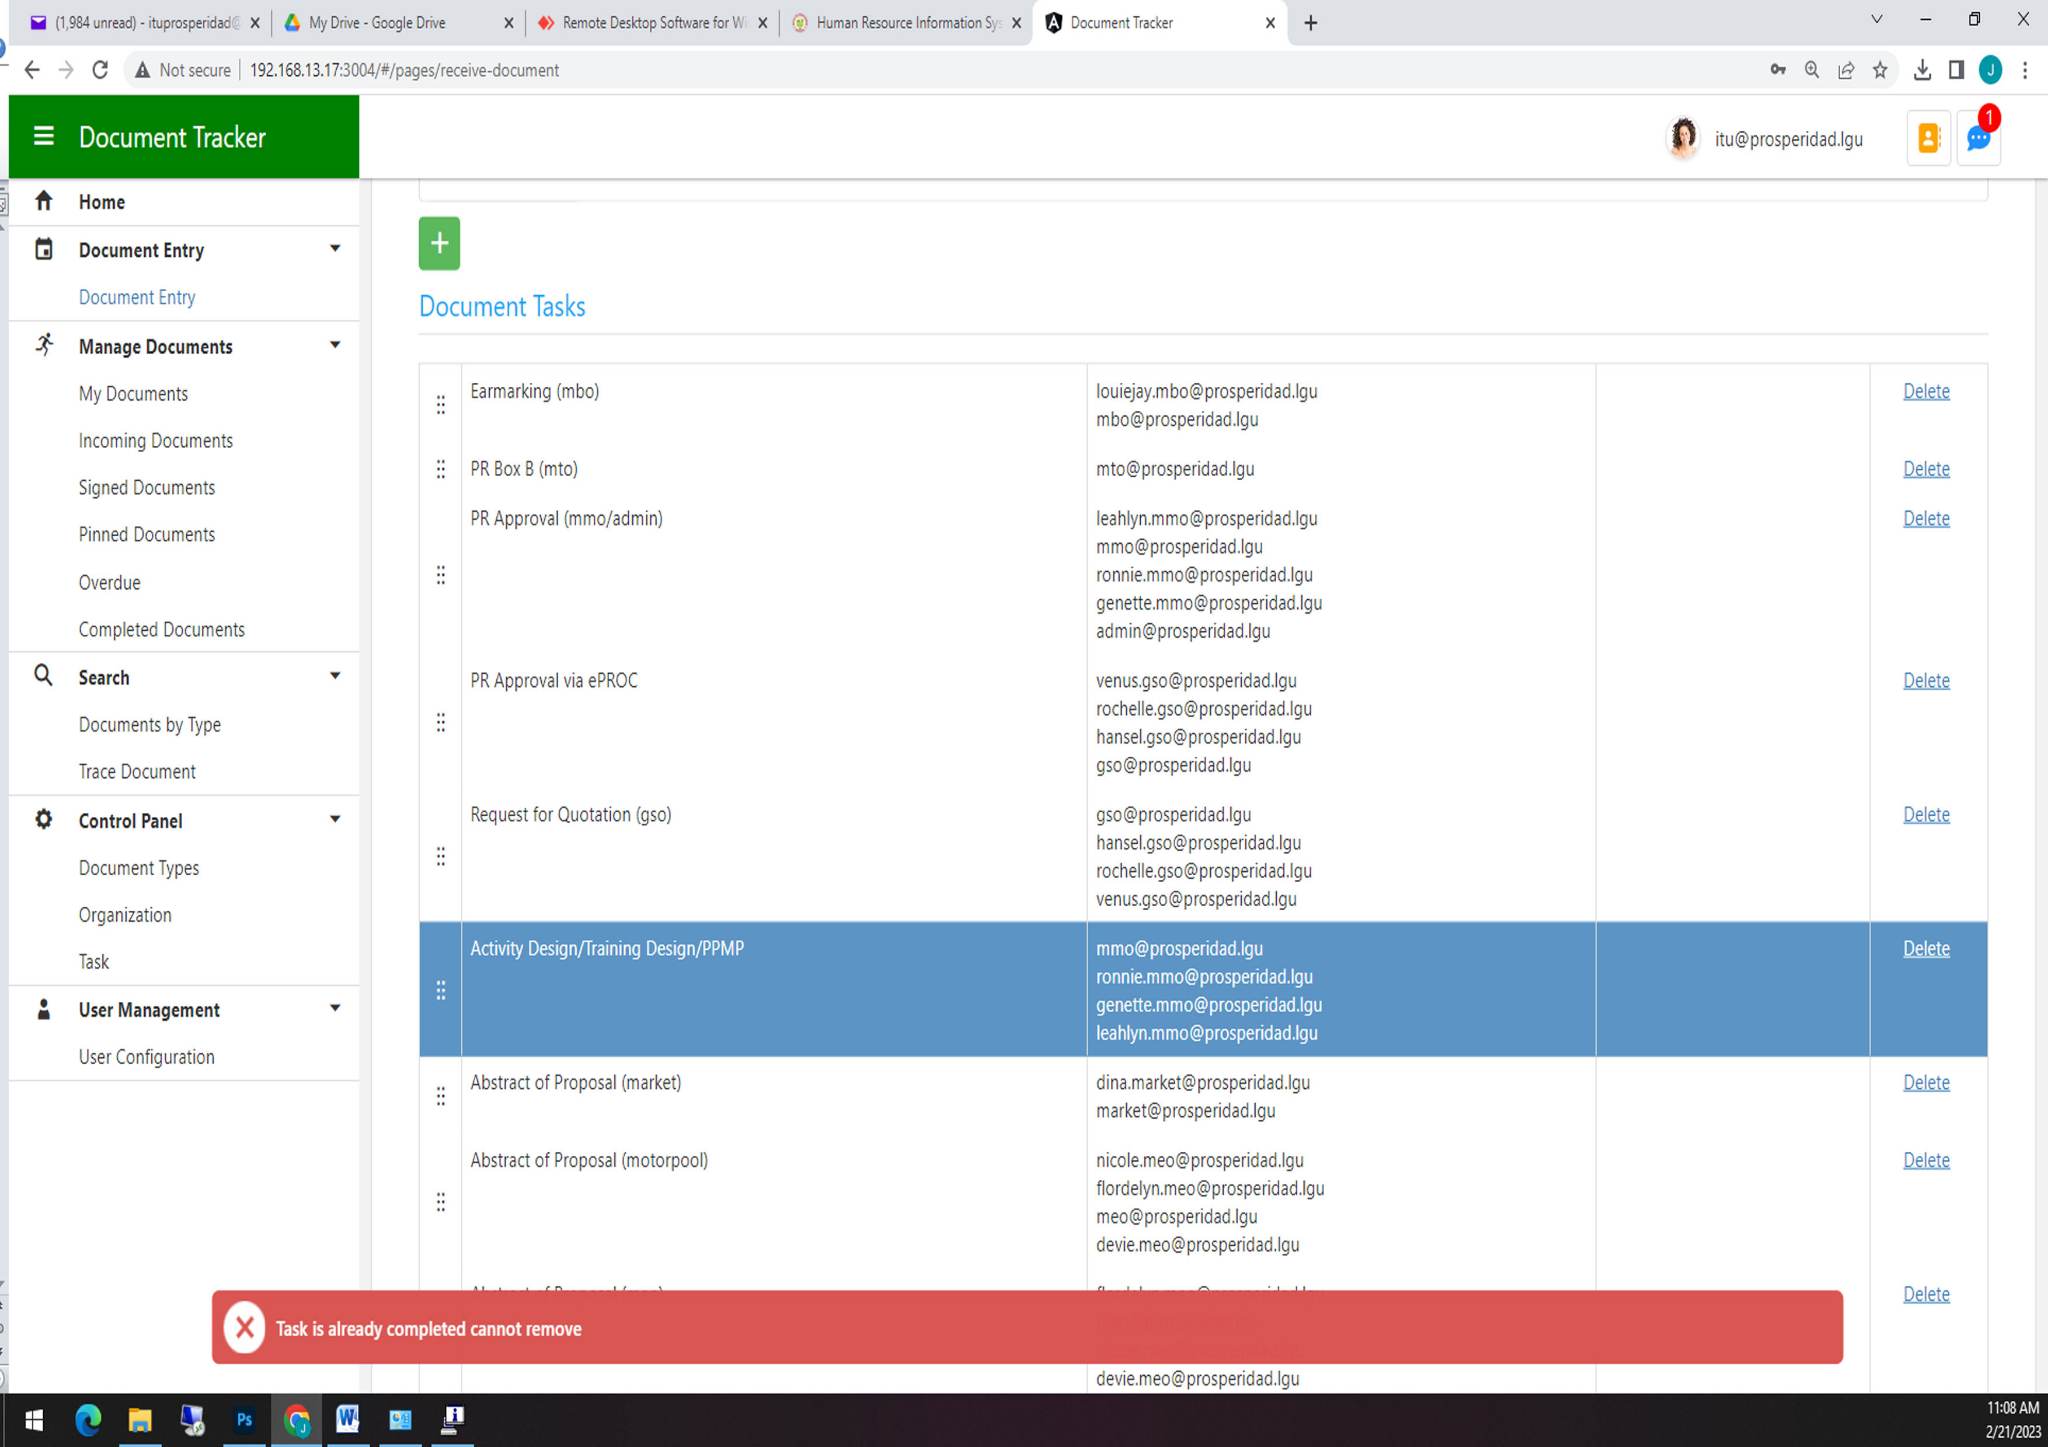 (1,984 unread) - ituprosperidad@
My Drive - Google Drive
Remote Desktop Software for Wi
Human Resource Information Sys
Document Tracker
Not secure
192.168.13.17:3004/#/pages/receive-document
J
Document Tracker
itu@prosperidad.lgu
1
Home
Document Entry
Document Entry
Manage Documents
My Documents
Incoming Documents
Signed Documents
Pinned Documents
Overdue
Completed Documents
Search
Documents by Type
Trace Document
Control Panel
Document Types
Organization
Task
User Management
User Configuration
+
Document Tasks
Earmarking (mbo)
louiejay.mbo@prosperidad.lgu
mbo@prosperidad.lgu
Delete
PR Box B (mto)
mto@prosperidad.lgu
Delete
PR Approval (mmo/admin)
leahlyn.mmo@prosperidad.lgu
mmo@prosperidad.lgu
ronnie.mmo@prosperidad.lgu
genette.mmo@prosperidad.lgu
admin@prosperidad.lgu
Delete
PR Approval via ePROC
venus.gso@prosperidad.lgu
rochelle.gso@prosperidad.lgu
hansel.gso@prosperidad.lgu
gso@prosperidad.lgu
Delete
Request for Quotation (gso)
gso@prosperidad.lgu
hansel.gso@prosperidad.lgu
rochelle.gso@prosperidad.lgu
venus.gso@prosperidad.lgu
Delete
Activity Design/Training Design/PPMP
mmo@prosperidad.lgu
ronnie.mmo@prosperidad.lgu
genette.mmo@prosperidad.lgu
leahlyn.mmo@prosperidad.lgu
Delete
Abstract of Proposal (market)
dina.market@prosperidad.lgu
market@prosperidad.lgu
Delete
Abstract of Proposal (motorpool)
nicole.meo@prosperidad.lgu
flordelyn.meo@prosperidad.lgu
meo@prosperidad.lgu
devie.meo@prosperidad.lgu
Delete
Delete
Task is already completed cannot remove
devie.meo@prosperidad.lgu
Ps
11:08 AM
2/21/2023